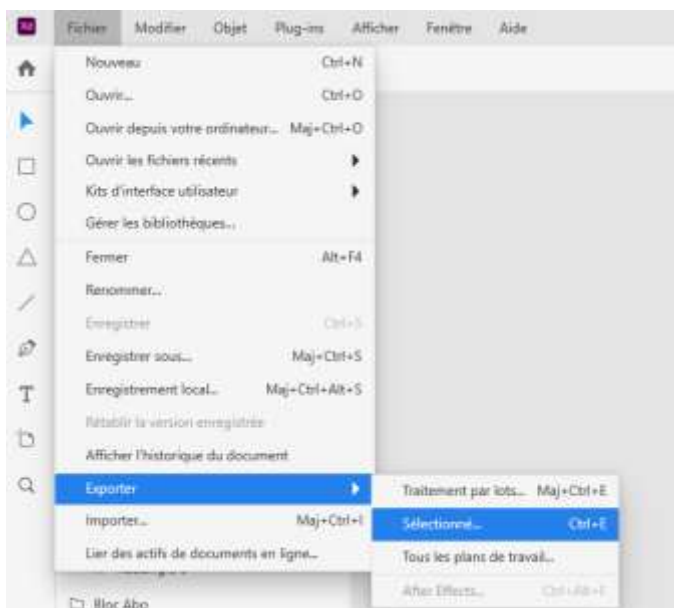 Xd
Fichier Modifier Objet Plug-ins Afficher Fenêtre Aide
Nouveau Ctrl+N
Ouvrir... Ctrl+O
Ouvrir depuis votre ordinateur... Maj+Ctrl+O
Ouvrir les fichiers récents
Kits d'interface utilisateur
Gérer les bibliothèques...
Fermer Alt+F4
Renommer...
Enregistrer Ctrl+S
Enregistrer sous... Maj+Ctrl+S
Enregistrement local... Maj+Ctrl+Alt+S
Rétablir la version enregistrée
Afficher l'historique du document
Exporter
Traitement par lots... Maj+Ctrl+E
Importer... Maj+Ctrl+I
Sélectionné... Ctrl+E
Lier des actifs de documents en ligne...
Tous les plans de travail...
After Effects... Ctrl+Alt+F
Bloc Abo